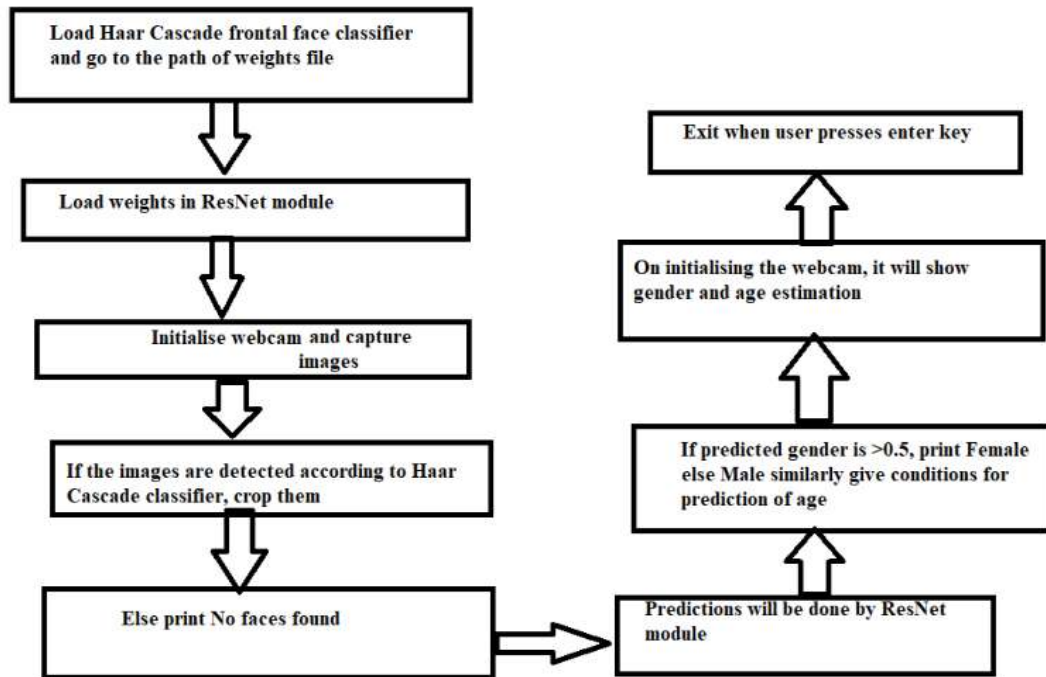 Load Haar Cascade frontal face classifier
and go to the path of weights file
Load weights in ResNet module
Initialise webcam and capture
images
If the images are detected according to Haar
Cascade classifier, crop them
Else print No faces found
Predictions will be done by ResNet
module
If predicted gender is >0.5, print Female
else Male similarly give conditions for
prediction of age
On initialising the webcam, it will show
gender and age estimation
Exit when user presses enter key